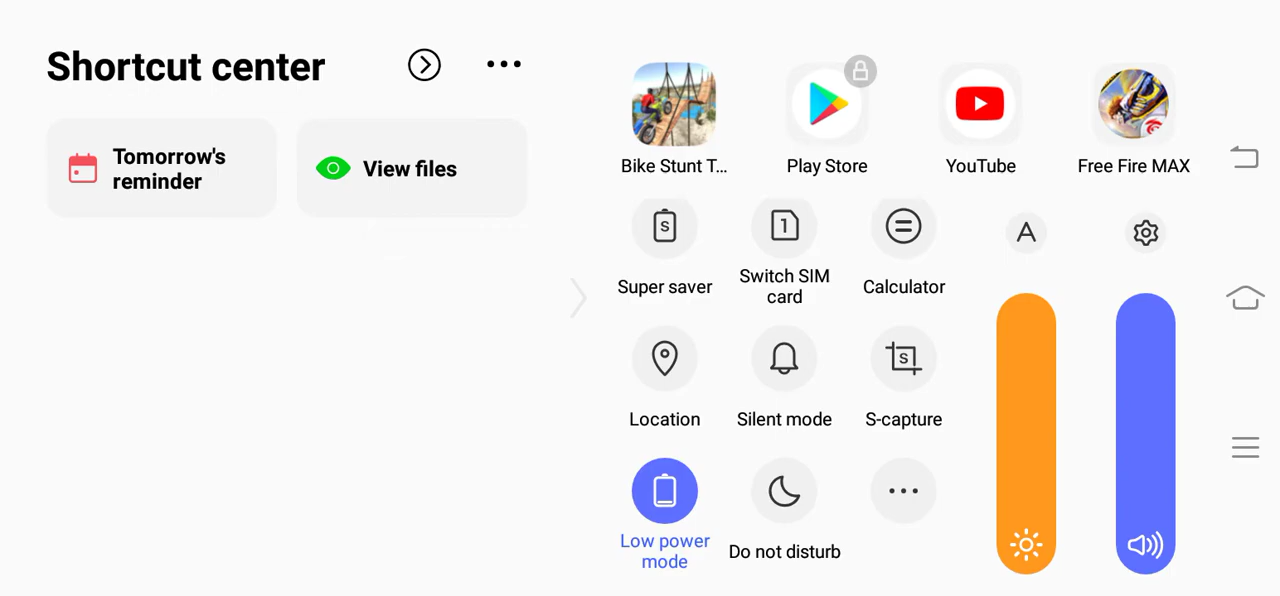 Shortcut center
Tomorrow's
reminder
View files
Bike Stunt T...
Play Store
YouTube
Free Fire MAX
S
1
A
Super saver
Switch SIM
card
Calculator
S
Location
Silent mode
S-capture
Low power
mode
Do not disturb